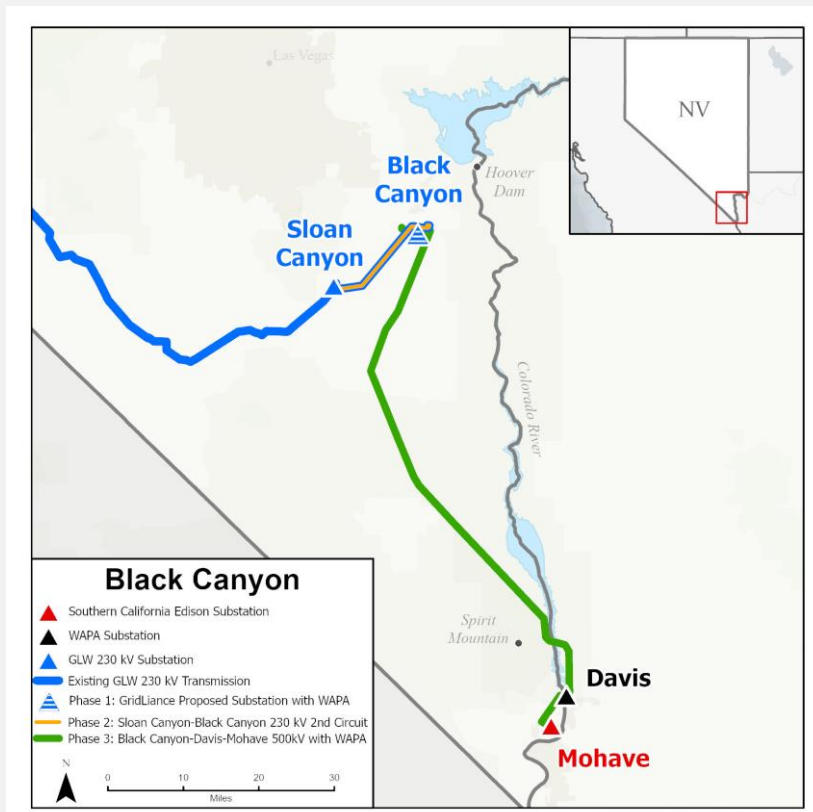 Las Vegas
NV
Black
Canyon
Hoover
Dam
Sloan
Canyon
Colorado River
Spirit
Mountain
Davis
Mohave
Black Canyon
Southern California Edison Substation
WAPA Substation
GLW 230 kV Substation
Existing GLW 230 kV Transmission
Phase 1: GridLiance Proposed Substation with WAPA
Phase 2: Sloan Canyon-Black Canyon 230 kV 2nd Circuit
Phase 3: Black Canyon-Davis-Mohave 500kV with WAPA
N
0 10 20 30
Miles